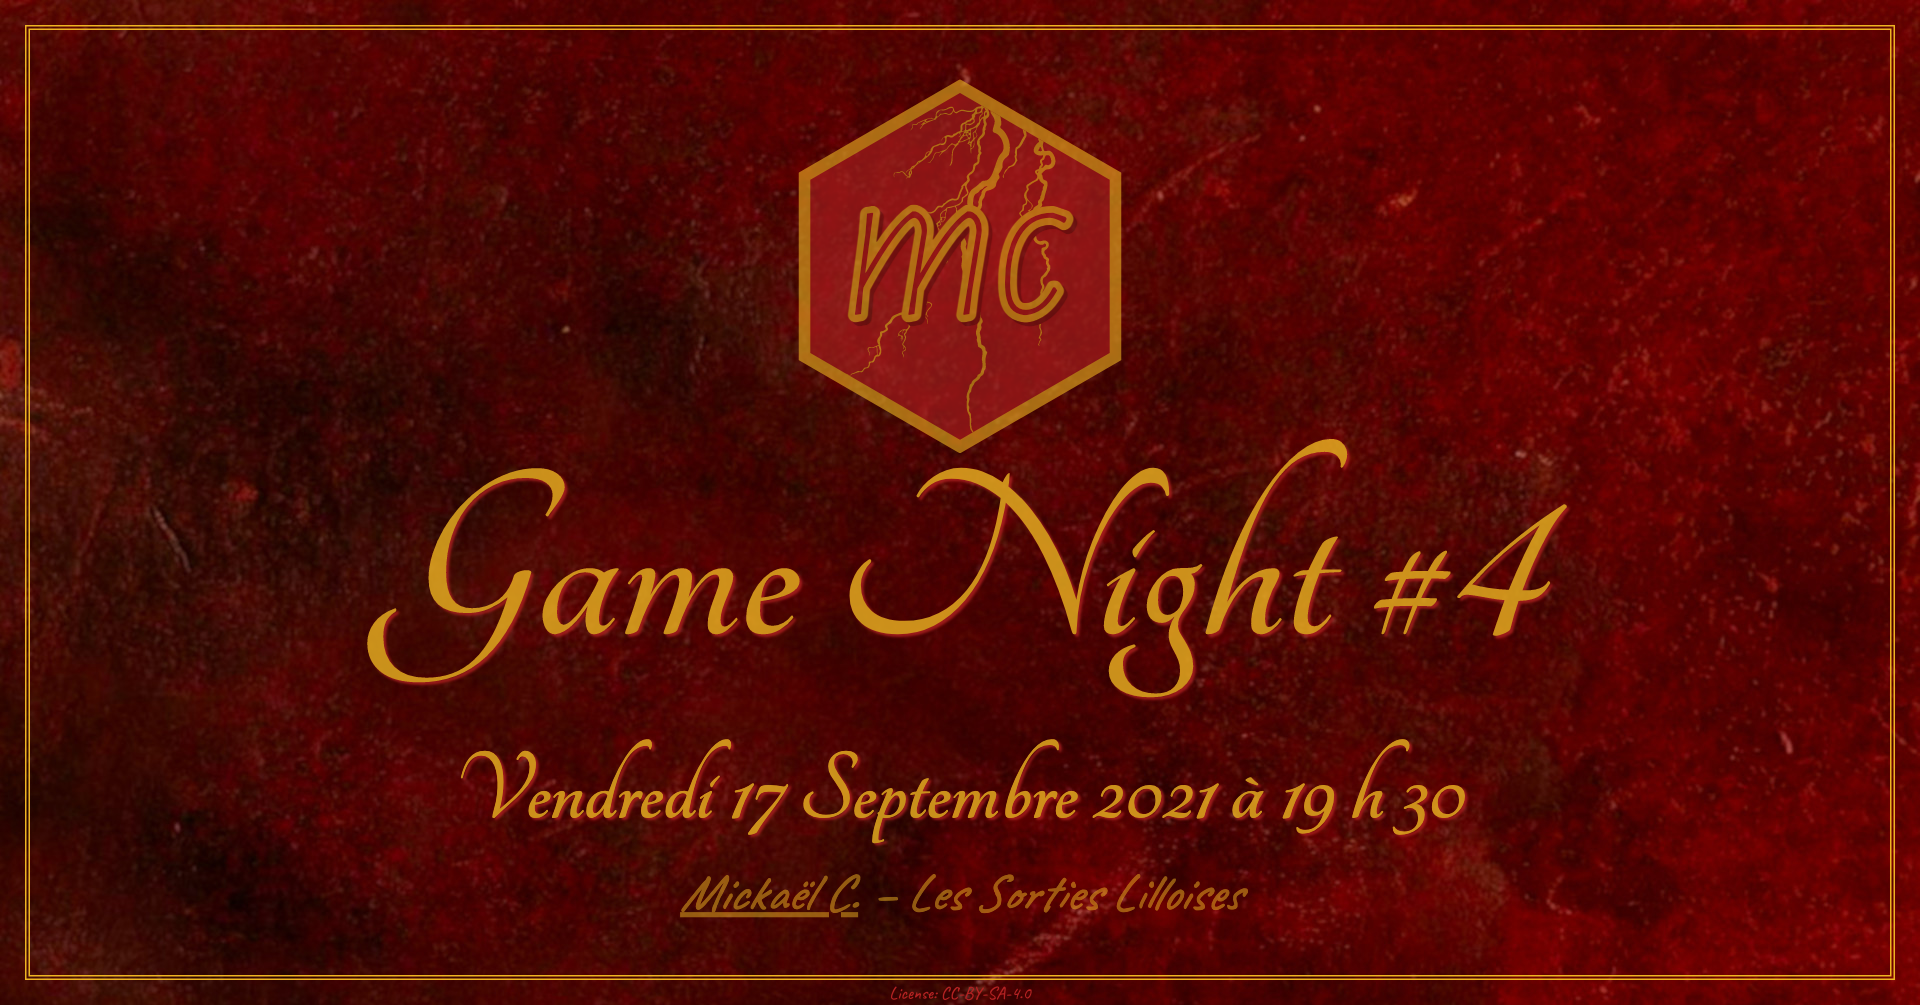 mc
Game Night #4
Vendredi 17 Septembre 2021 à 19 h 30
Mickaël C. – Les Sorties Lilloises
License: CC-BY-SA-4.0